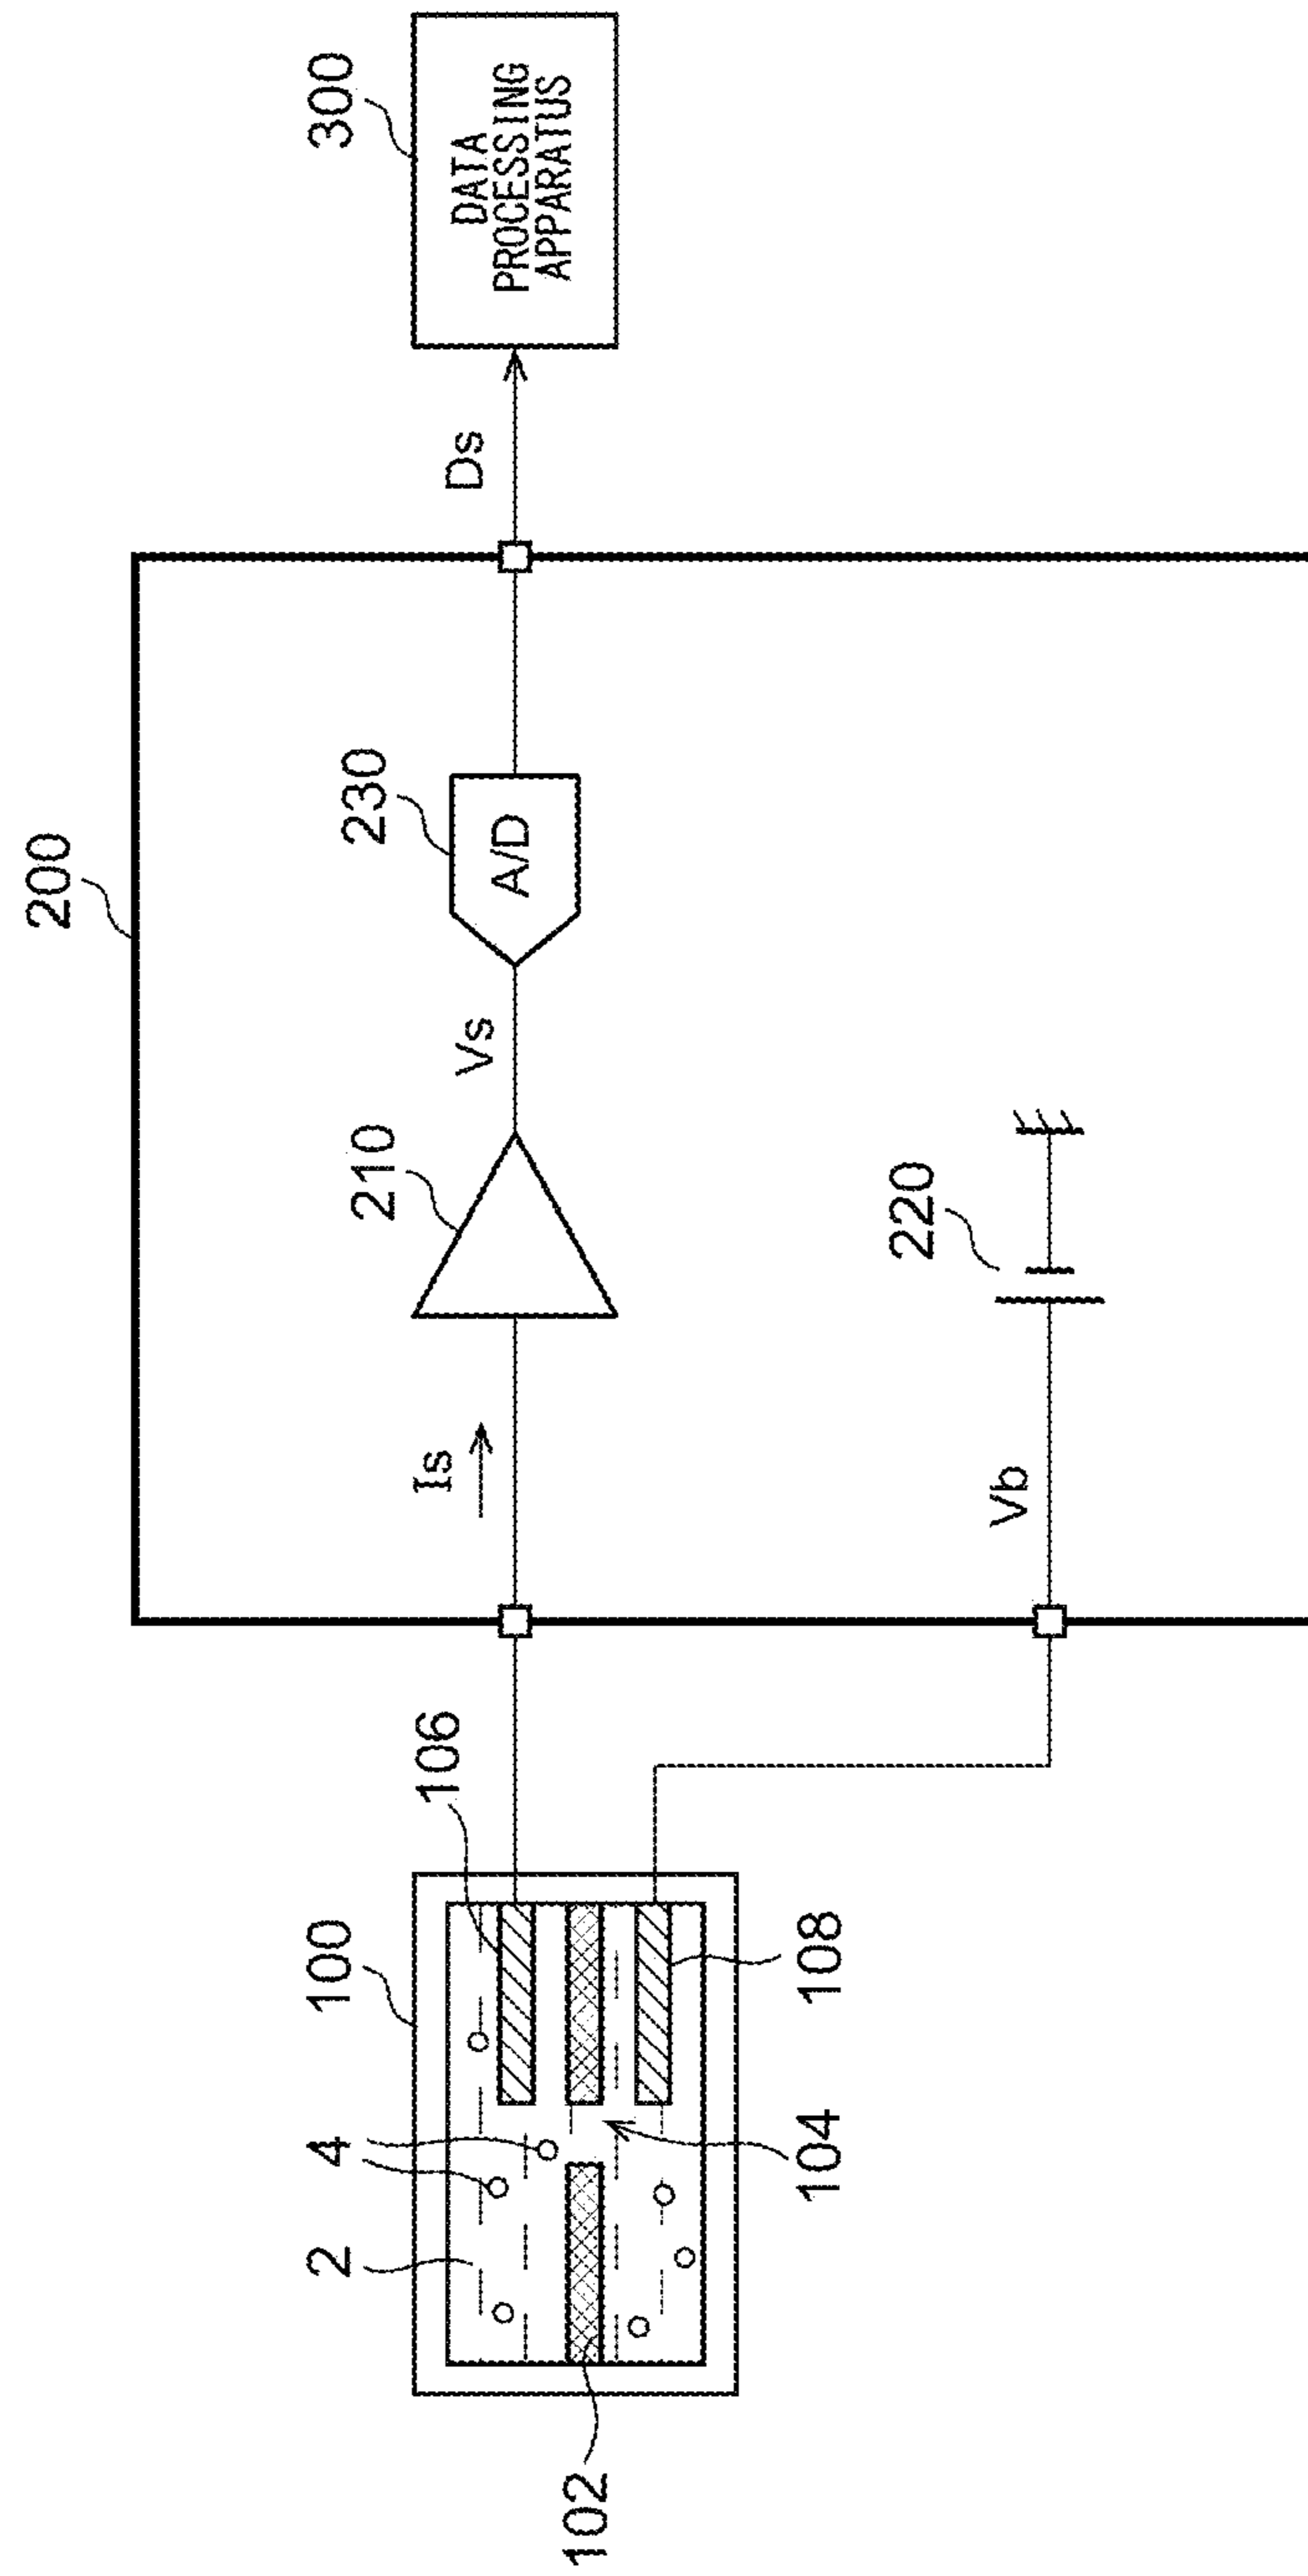 200
300
DATA
PROCESSING
APPARATUS
100
2
4
106
Is
210
Vs
230
A/D
Ds
102
104
108
Vb
220